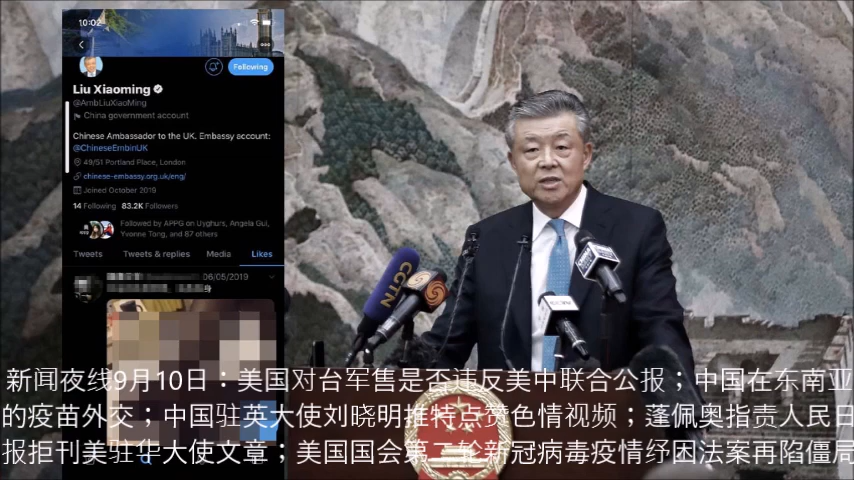 10:02
Following
Liu Xiaoming
@AmbLiuXiaoMing
China government account
Chinese Ambassador to the UK. Embassy account:
@ChineseEmbinUK
49/51 Portland Place, London
chinese-embassy.org.uk/eng/
Joined October 2019
14 Following 83.2K Followers
Followed by APPG on Uyghurs, Angela Gui,
Yvonne Tong, and 87 others
Tweets Tweets & replies Media Likes
06/05/2019
身
CCTV
新闻夜线9月10日：美国对台军售是否违反美中联合公报；中国在东南亚
的疫苗外交；中国驻英大使刘晓明推特点赞色情视频；蓬佩奥指责人民日
报拒刊美驻华大使文章；美国国会第二轮新冠病毒疫情纾困法案再陷僵局